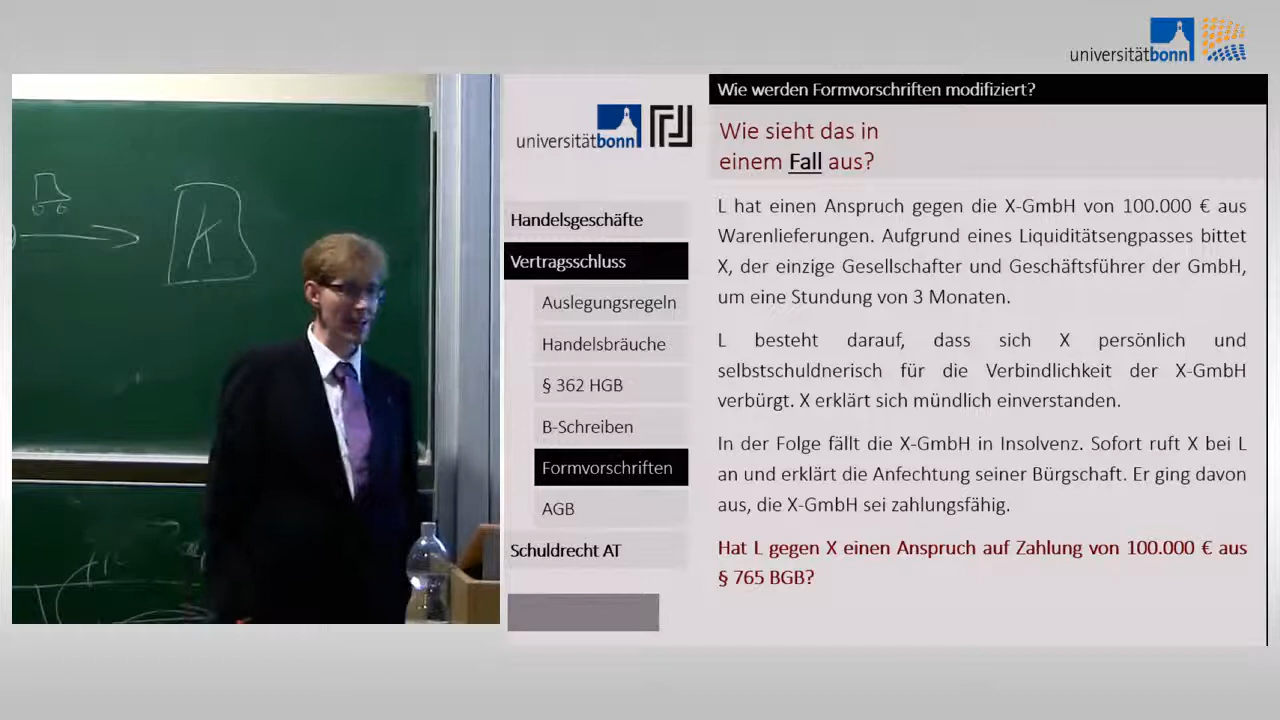 universitätbonn
Wie werden Formvorschriften modifiziert?
universitätbonn
Wie sieht das in
einem Fall aus?
Handelsgeschäfte
Vertragsschluss
Auslegungsregeln
Handelsbräuche
§ 362 HGB
B-Schreiben
Formvorschriften
AGB
Schuldrecht AT
L hat einen Anspruch gegen die X-GmbH von 100.000 € aus
Warenlieferungen. Aufgrund eines Liquiditätsengpasses bittet
X, der einzige Gesellschafter und Geschäftsführer der GmbH,
um eine Stundung von 3 Monaten.
L besteht darauf, dass sich X persönlich und
selbstschuldnerisch für die Verbindlichkeit der X-GmbH
verbürgt. X erklärt sich mündlich einverstanden.
In der Folge fällt die X-GmbH in Insolvenz. Sofort ruft X bei L
an und erklärt die Anfechtung seiner Bürgschaft. Er ging davon
aus, die X-GmbH sei zahlungsfähig.
Hat L gegen X einen Anspruch auf Zahlung von 100.000 € aus
§ 765 BGB?
K